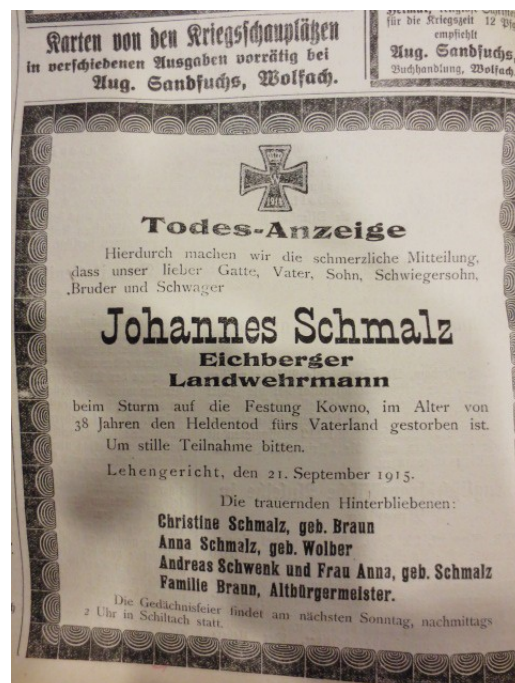 Karten von den Kriegsschauplätzen
in verschiedenen Ausgaben vorrätig bei
Aug. Sandfuchs, Wolfach.
für die Kriegszeit 12
empfiehlt
Aug. Sandfuchs,
Buchhandlung, Wolfach
W
1914
Todes-Anzeige
Hierdurch machen wir die schmerzliche Mitteilung,
dass unser lieber Gatte, Vater, Sohn, Schwiegersohn,
Bruder und Schwager
Johannes Schmalz
Eichberger
Landwehrmann
beim Sturm auf die Festung Kowno, im Alter von
38 Jahren den Heldentod fürs Vaterland gestorben ist.
Um stille Teilnahme bitten.
Lehengericht, den 21. September 1915.
Die trauernden Hinterbliebenen:
Christine Schmalz, geb. Braun
Anna Schmalz, geb. Wolber
Andreas Schwenk und Frau Anna, geb. Schmalz
Familie Braun, Altbürgermeister.
Die Gedächnisfeier findet am nächsten Sonntag, nachmittags
2 Uhr in Schiltach statt.